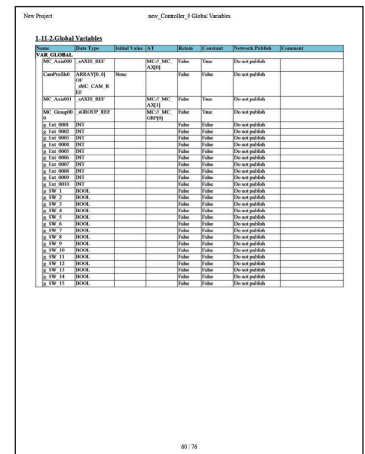 New Project new_Controller_0 Global Variables
1-11-2.Global Variables
Name Data Type Initial Value AT Retain Constant Network Publish Comment
VAR_GLOBAL
MC_Axis000 _sAXIS_REF MC://_MC_AX[0] False True Do not publish
CamProfile0 ARRAY[0..0] OF _sMC_CAM_REF None False False Do not publish
MC_Axis001 _sAXIS_REF MC://_MC_AX[1] False True Do not publish
MC_Group000 _sGROUP_REF MC://_MC_GRP[0] False True Do not publish
g_Ext_0001 INT False False Do not publish
g_Ext_0002 INT False False Do not publish
g_Ext_0003 INT False False Do not publish
g_Ext_0004 INT False False Do not publish
g_Ext_0005 INT False False Do not publish
g_Ext_0006 INT False False Do not publish
g_Ext_0007 INT False False Do not publish
g_Ext_0008 INT False False Do not publish
g_Ext_0009 INT False False Do not publish
g_Ext_0010 INT False False Do not publish
g_SW_1 BOOL False False Do not publish
g_SW_2 BOOL False False Do not publish
g_SW_3 BOOL False False Do not publish
g_SW_4 BOOL False False Do not publish
g_SW_5 BOOL False False Do not publish
g_SW_6 BOOL False False Do not publish
g_SW_7 BOOL False False Do not publish
g_SW_8 BOOL False False Do not publish
g_SW_9 BOOL False False Do not publish
g_SW_10 BOOL False False Do not publish
g_SW_11 BOOL False False Do not publish
g_SW_12 BOOL False False Do not publish
g_SW_13 BOOL False False Do not publish
g_SW_14 BOOL False False Do not publish
g_SW_15 BOOL False False Do not publish
60 / 76